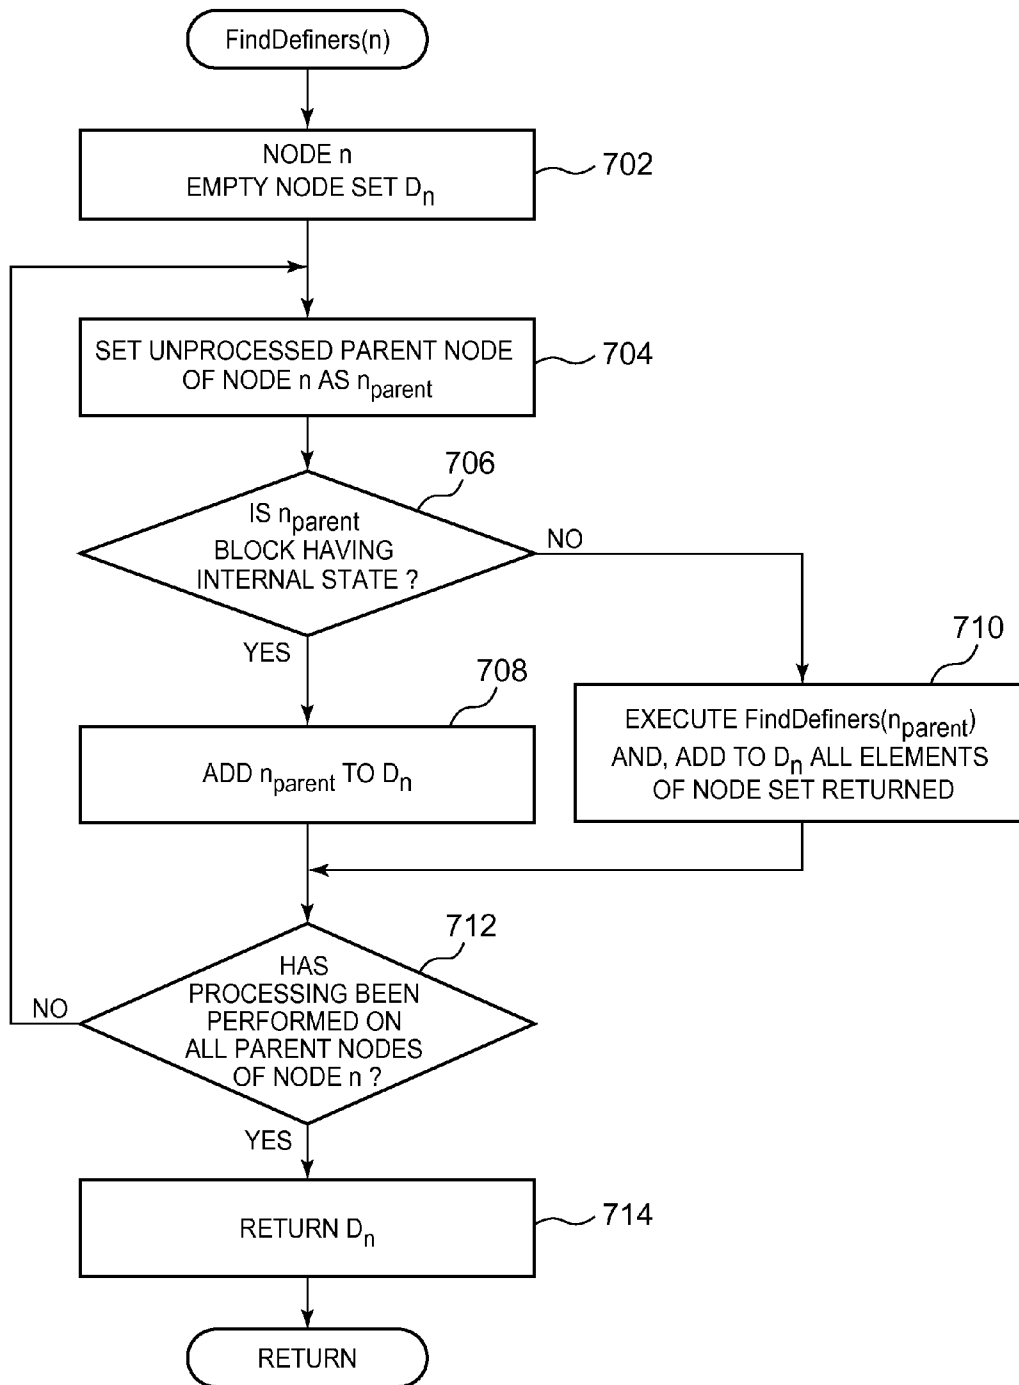 FindDefiners(n)
NODE n
EMPTY NODE SET Dn
702
SET UNPROCESSED PARENT NODE
OF NODE n AS nparent
704
706
IS nparent
BLOCK HAVING
INTERNAL STATE ?
NO
YES
708
710
ADD nparent TO Dn
EXECUTE FindDefiners(nparent)
AND, ADD TO Dn ALL ELEMENTS
OF NODE SET RETURNED
712
HAS
PROCESSING BEEN
PERFORMED ON
ALL PARENT NODES
OF NODE n ?
NO
YES
RETURN Dn
714
RETURN